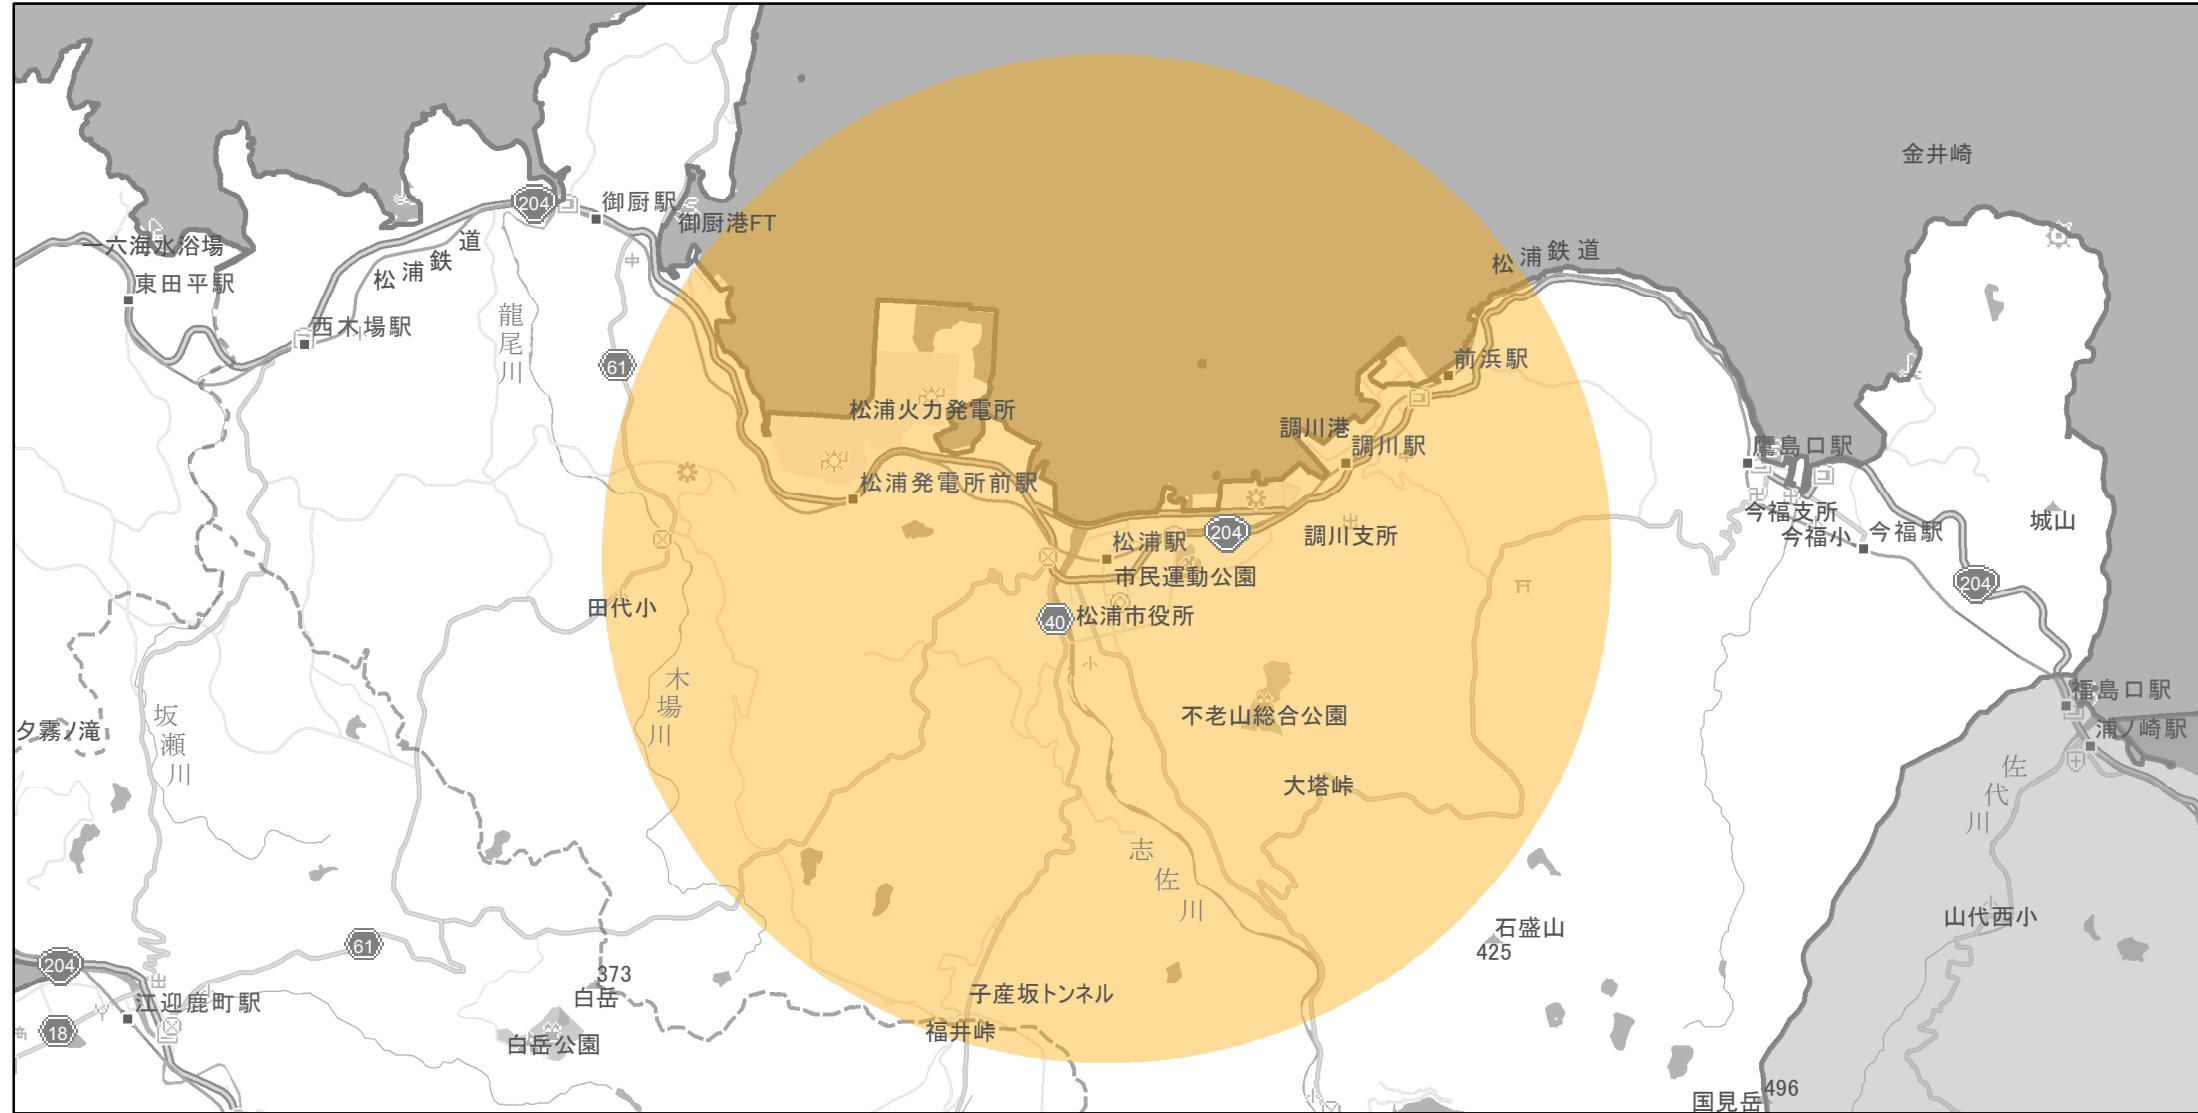 金井崎
御厨駅
204
御厨港FT
一六海水浴場
松浦鉄道
松浦鉄道
東田平駅
西木場駅
龍尾川
中
61
前浜駅
松浦火力発電所
調川港
調川駅
中
鷹島口駅
松浦発電所前駅
今福支所
今福小
今福駅
城山
204
調川支所
松浦駅
市民運動公園
204
田代小
40
松浦市役所
小
木場川
不老山総合公園
福島口駅
浦ノ崎駅
坂瀬川
夕霧ノ滝
大塔峠
佐代川
志佐川
石盛山
425
山代西小
小
61
204
373
白岳
子産坂トンネル
江迎鹿町駅
18
白岳公園
福井峠
国見岳
496
小